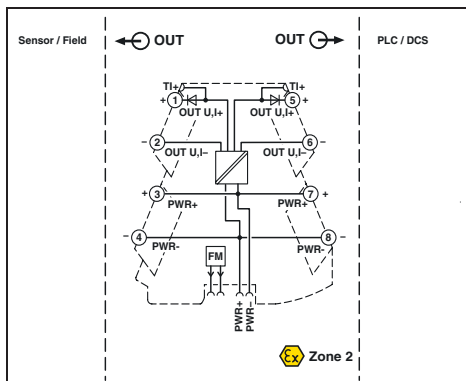 Sensor / Field
OUT
OUT
PLC / DCS
TI+
TI+
+ 1
5 +
OUT U,I+
OUT U,I+
– 2
6 –
OUT U,I–
OUT U,I–
+ 3
7 +
PWR+
PWR+
– 4
8 –
PWR-
PWR-
FM
PWR+
PWR–
Ex Zone 2